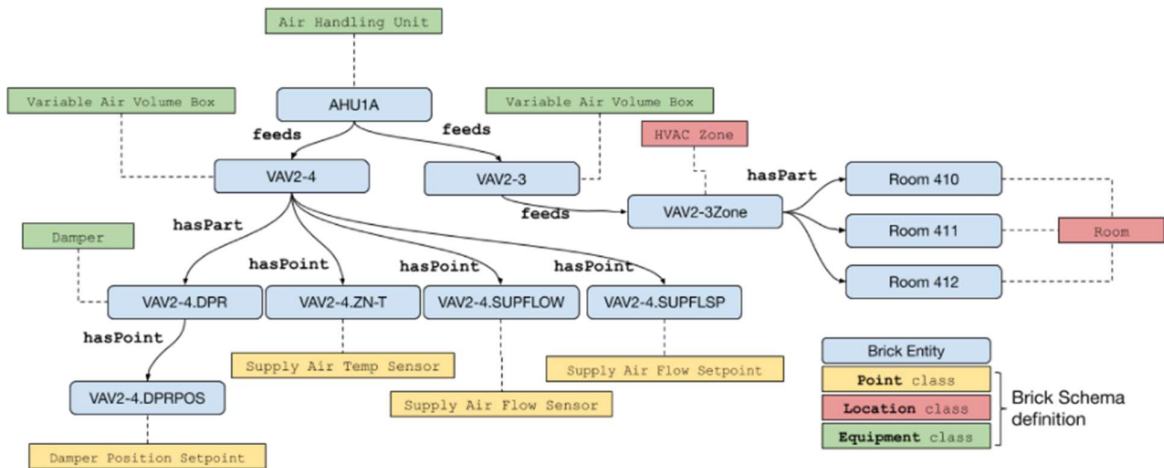 Air Handling Unit
Variable Air Volume Box
AHU1A
Variable Air Volume Box
feeds
feeds
HVAC Zone
VAV2-4
VAV2-3
hasPart
Room 410
feeds
VAV2-3Zone
Room 411
Room
Room 412
Damper
hasPart
hasPoint
hasPoint
hasPoint
VAV2-4.DPR
VAV2-4.ZN-T
VAV2-4.SUPFLOW
VAV2-4.SUPFLSP
hasPoint
Supply Air Temp Sensor
Supply Air Flow Setpoint
VAV2-4.DPRPOS
Supply Air Flow Sensor
Damper Position Setpoint
Brick Entity
Point class
Location class
Equipment class
Brick Schema
definition